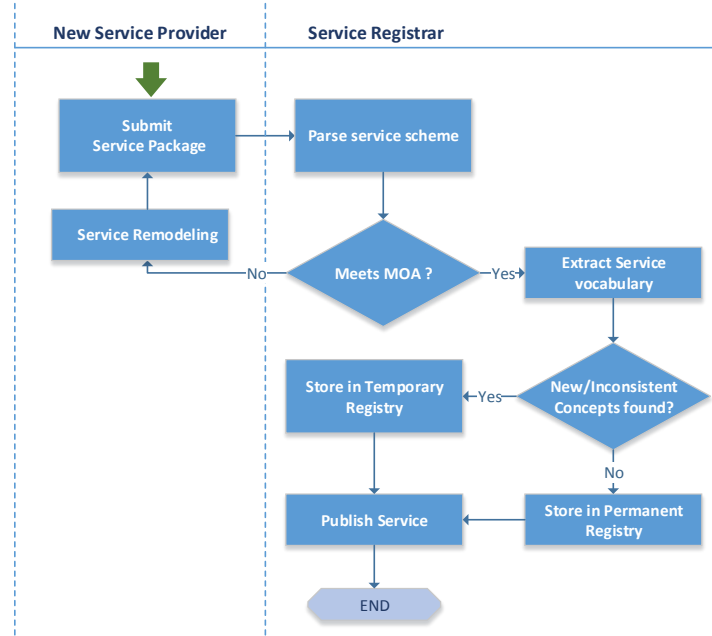 New Service Provider
Service Registrar
Submit
Service Package
Parse service scheme
Service Remodeling
No
Meets MOA ?
Yes
Extract Service
vocabulary
Store in Temporary
Registry
Yes
New/Inconsistent
Concepts found?
No
Publish Service
Store in Permanent
Registry
END